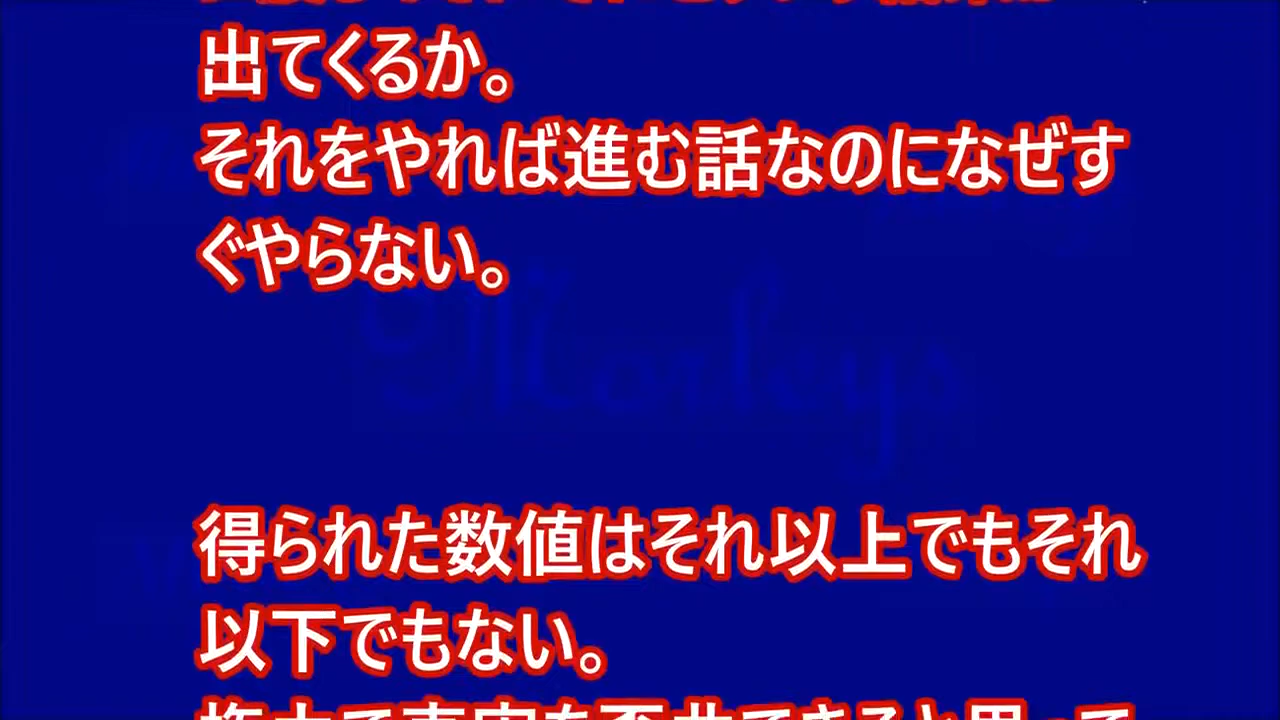 出てくるか。
それをやれば進む話なのになぜす
ぐやらない。
Morleys
得られた数値はそれ以上でもそれ
以下でもない。